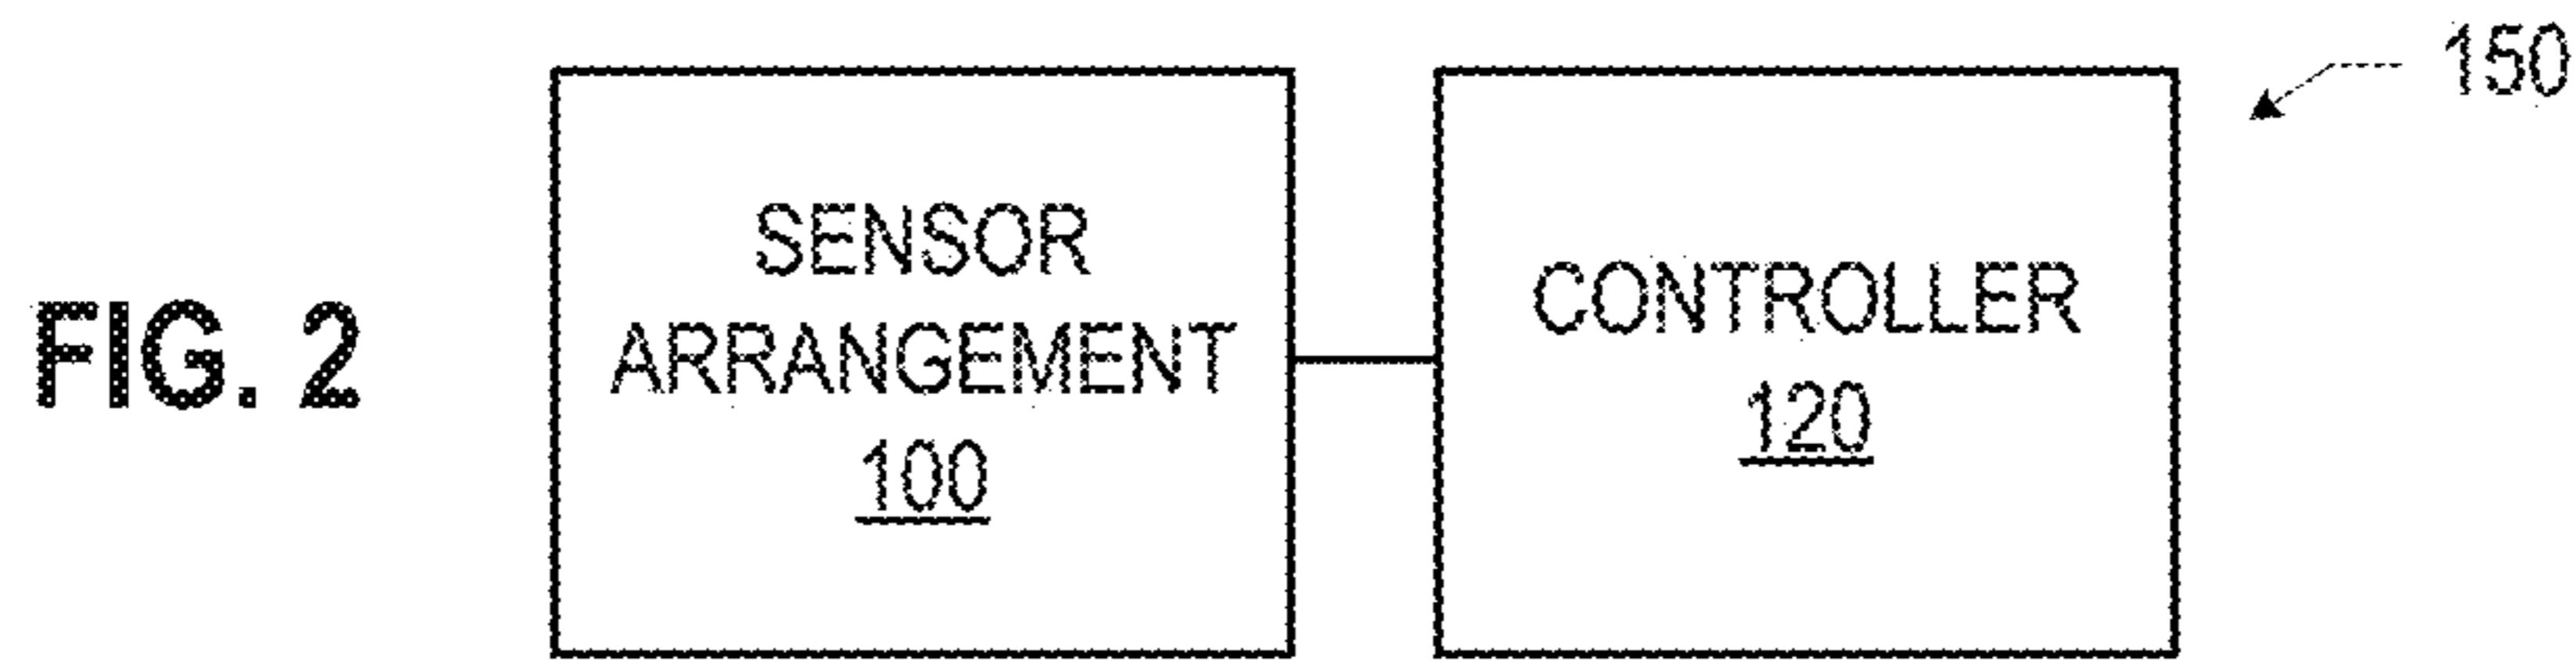 150
SENSOR
ARRANGEMENT
100
CONTROLLER
120
FIG. 2